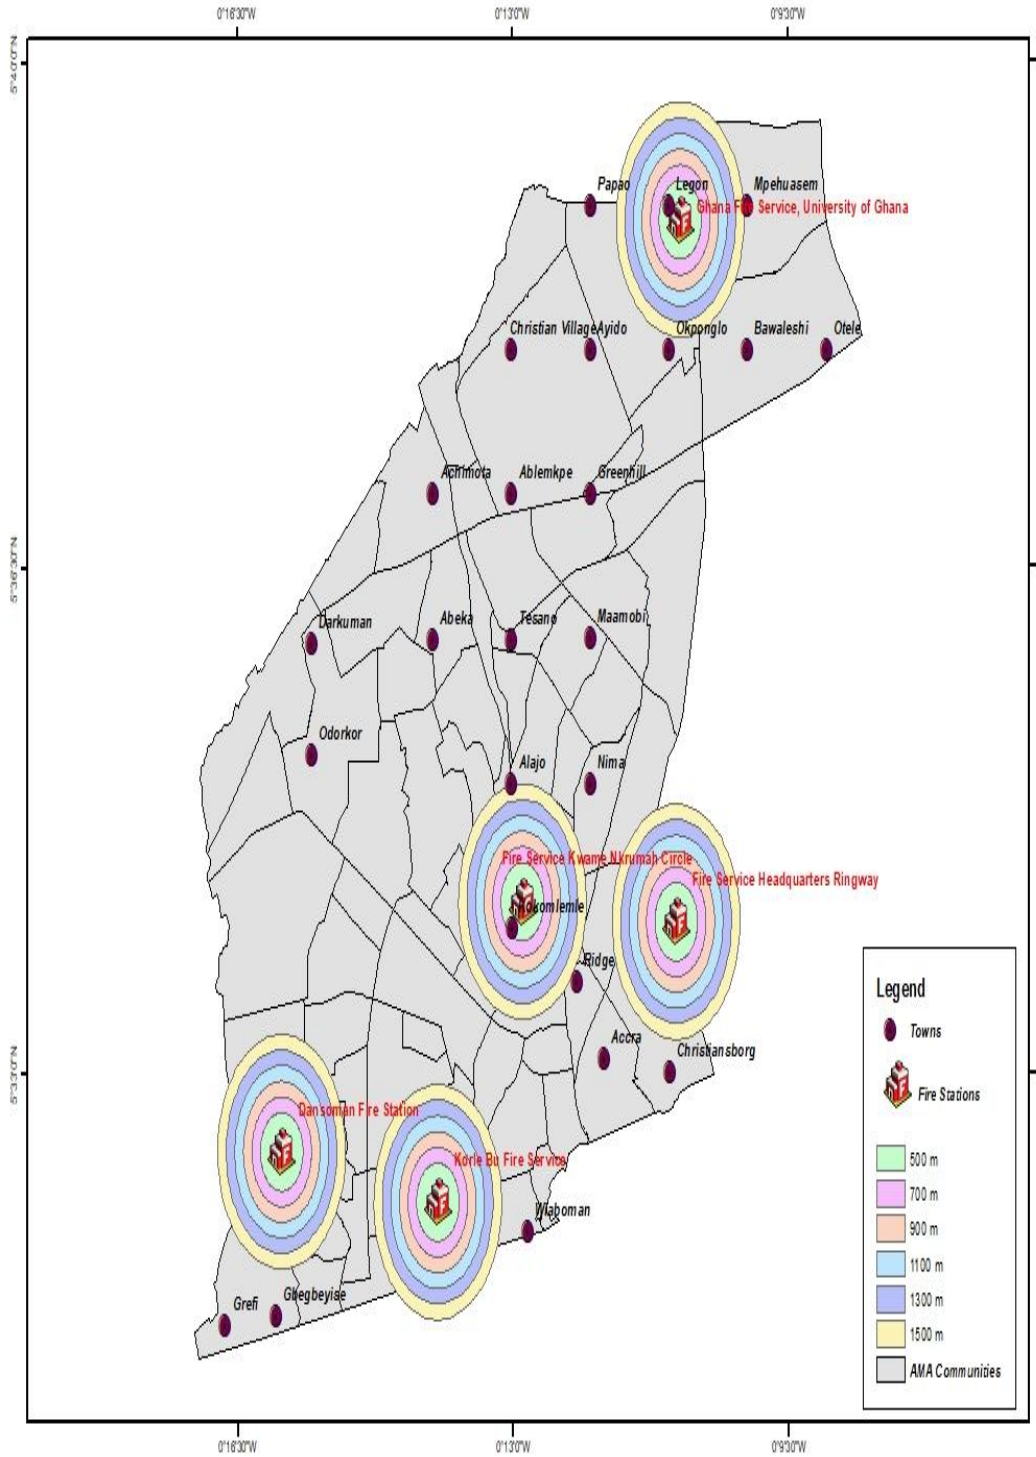 0°16'30"W 0°13'0"W 0°9'30"W
5°40'0"N
Papao Legon Mpehuasem
Ghana Fire Service, University of Ghana
Christian Village Ayido Okponglo Bawaleshi Otele
Achimota Ablemkpe Greenhill
5°36'30"N
Darkuman Abeka Tesano Maamobi
Odorkor
Alajo Nima
Fire Service Kwame Nkrumah Circle
Fire Service Headquarters Ringway
Kokomlemle
Ridge
Accra
Christiansborg
5°33'0"N
Dansoman Fire Station
Korle Bu Fire Service
Wiaboman
Grefi Gbegbeyise
Legend
Towns
Fire Stations
500 m
700 m
900 m
1100 m
1300 m
1500 m
AMA Communities
0°16'30"W 0°13'0"W 0°9'30"W